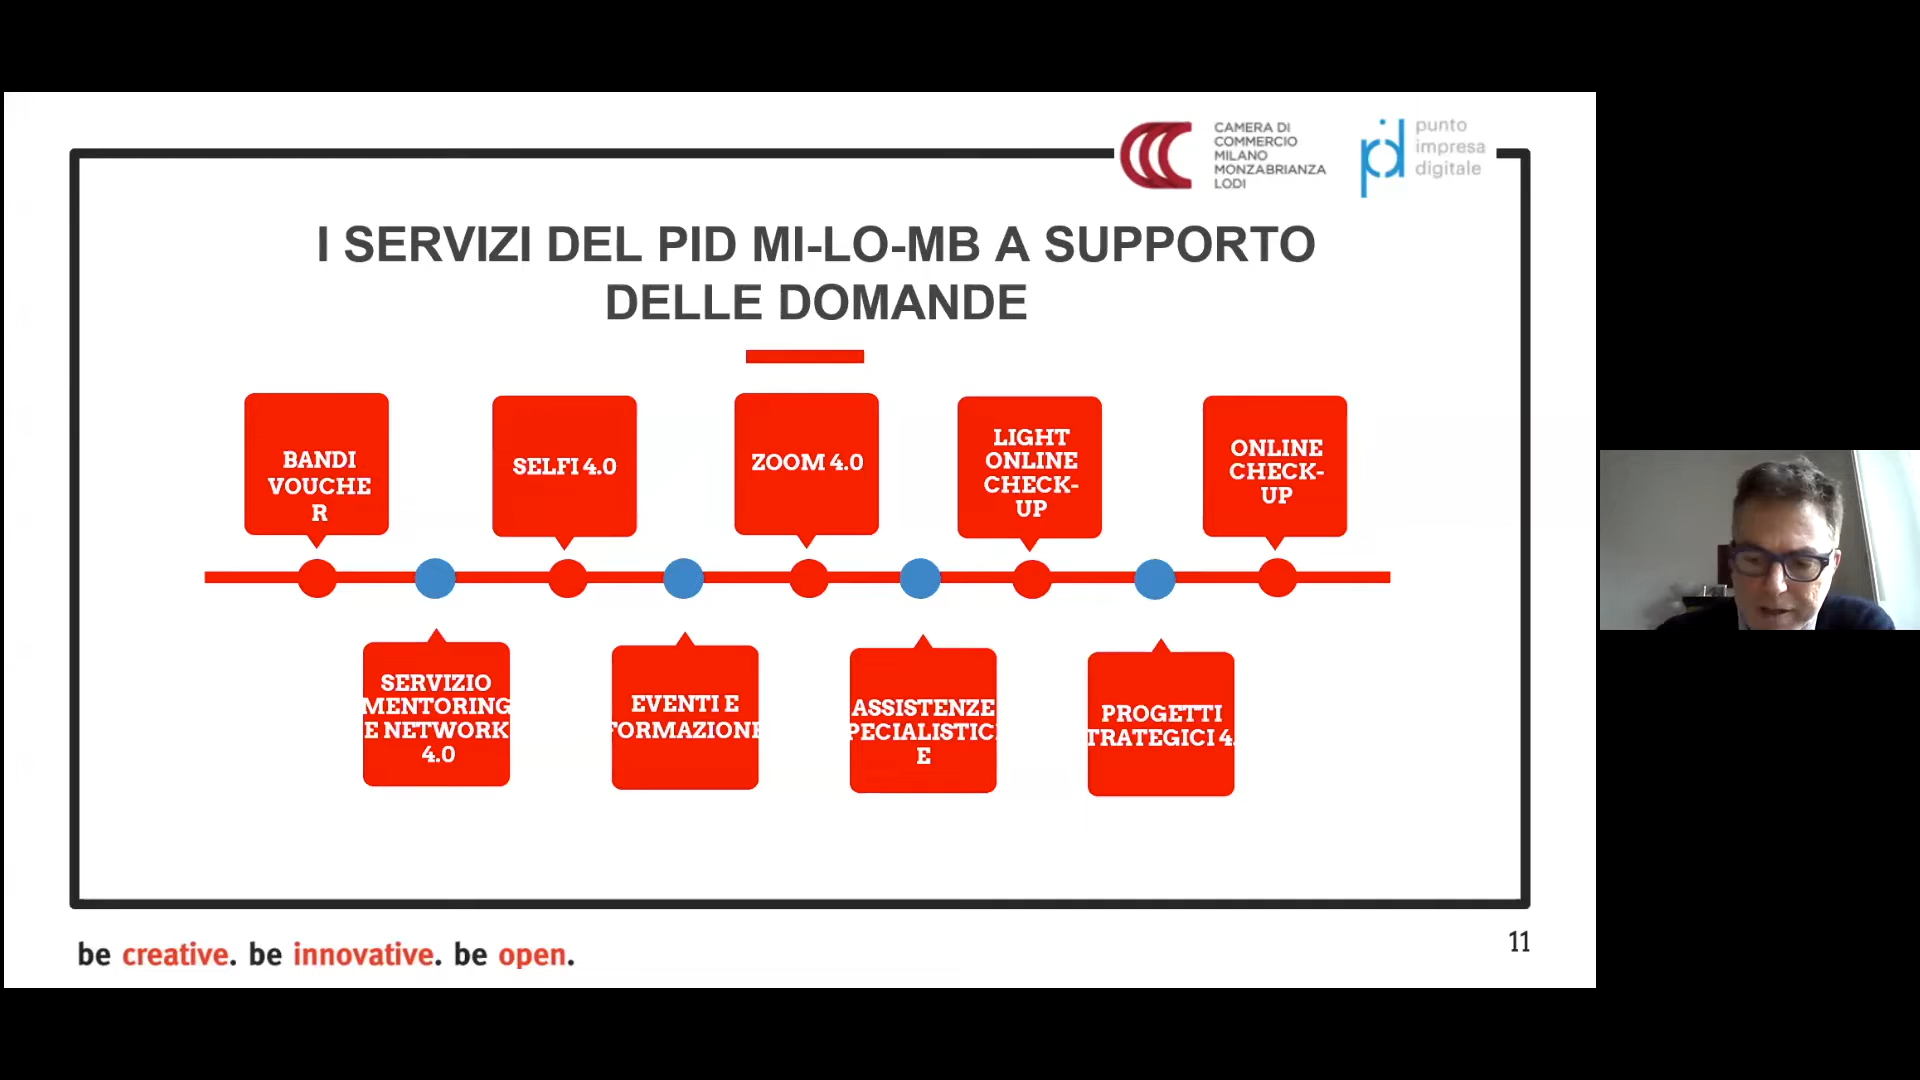 CAMERA DI
COMMERCIO
MILANO
MONZABRIANZA
LODI
punto
impresa
digitale
I SERVIZI DEL PID MI-LO-MB A SUPPORTO
DELLE DOMANDE
BANDI
VOUCHE
R
SELFI 4.0
ZOOM 4.0
LIGHT
ONLINE
CHECK-
UP
ONLINE
CHECK-
UP
SERVIZIO
MENTORING
E NETWORK
4.0
EVENTI E
FORMAZIONE
ASSISTENZE
PECIALISTIC
E
PROGETTI
TRATEGICI 4.
be creative. be innovative. be open.
11